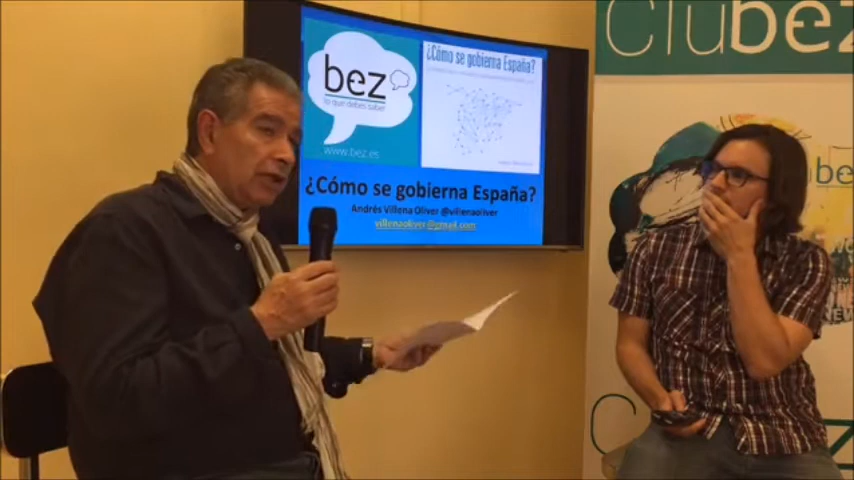 bez
lo que debes saber
www.bez.es
¿Cómo se gobierna España?
¿Cómo se gobierna España?
Andrés Villena Oliver @villenaoliver
villenaoliver@gmail.com
Clubez
bez
Clu